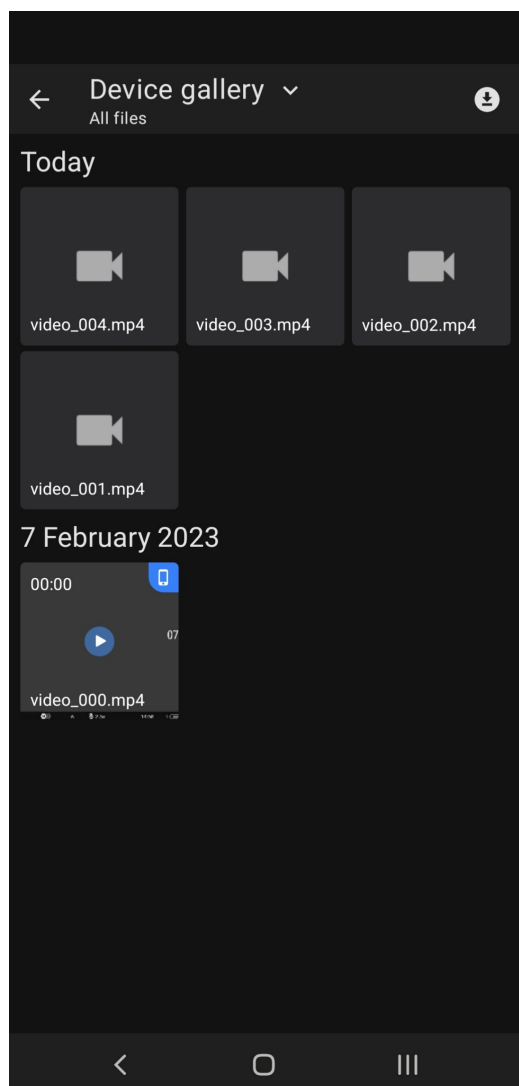 Device gallery
All files
Today
video_004.mp4
video_003.mp4
video_002.mp4
video_001.mp4
7 February 2023
00:00
07
video_000.mp4